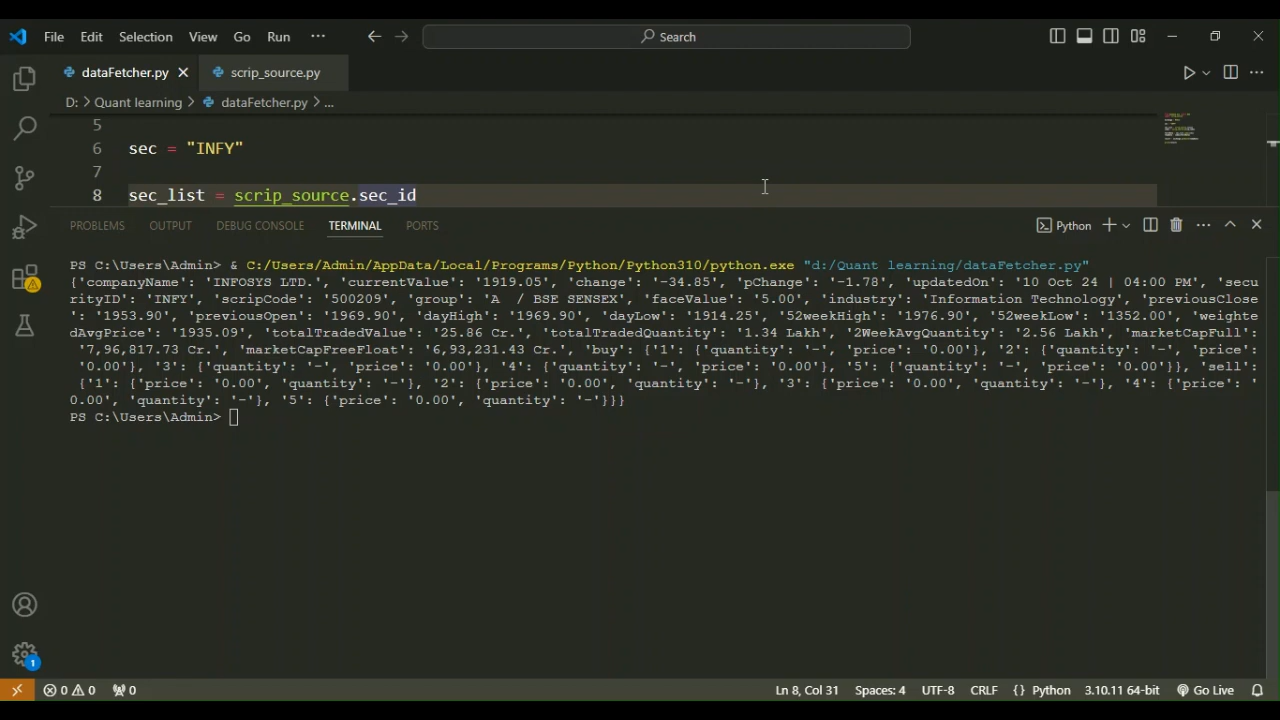 File Edit Selection View Go Run ··· Search
dataFetcher.py scrip_source.py
D: > Quant learning > dataFetcher.py > ...
5
6 sec = "INFY"
7
8 sec_list = scrip_source.sec_id
PROBLEMS OUTPUT DEBUG CONSOLE TERMINAL PORTS Python
PS C:\Users\Admin> & C:/Users/Admin/AppData/Local/Programs/Python/Python310/python.exe "d:/Quant learning/dataFetcher.py"
{'companyName': 'INFOSYS LTD.', 'currentValue': '1919.05', 'change': '-34.85', 'pChange': '-1.78', 'updatedOn': '10 Oct 24 | 04:00 PM', 'secu
rityID': 'INFY', 'scripCode': '500209', 'group': 'A  / BSE SENSEX', 'faceValue': '5.00', 'industry': 'Information Technology', 'previousClose
': '1953.90', 'previousOpen': '1969.90', 'dayHigh': '1969.90', 'dayLow': '1914.25', '52weekHigh': '1976.90', '52weekLow': '1352.00', 'weighte
dAvgPrice': '1935.09', 'totalTradedValue': '25.86 Cr.', 'totalTradedQuantity': '1.34 Lakh', '2WeekAvgQuantity': '2.56 Lakh', 'marketCapFull':
'7,96,817.73 Cr.', 'marketCapFreeFloat': '6,93,231.43 Cr.', 'buy': {'1': {'quantity': '-', 'price': '0.00'}, '2': {'quantity': '-', 'price':
'0.00'}, '3': {'quantity': '-', 'price': '0.00'}, '4': {'quantity': '-', 'price': '0.00'}, '5': {'quantity': '-', 'price': '0.00'}}, 'sell':
{'1': {'price': '0.00', 'quantity': '-'}, '2': {'price': '0.00', 'quantity': '-'}, '3': {'price': '0.00', 'quantity': '-'}, '4': {'price': '
0.00', 'quantity': '-'}, '5': {'price': '0.00', 'quantity': '-'}}}
PS C:\Users\Admin>
1
0 0 0 Ln 8, Col 31 Spaces: 4 UTF-8 CRLF {} Python 3.10.11 64-bit Go Live